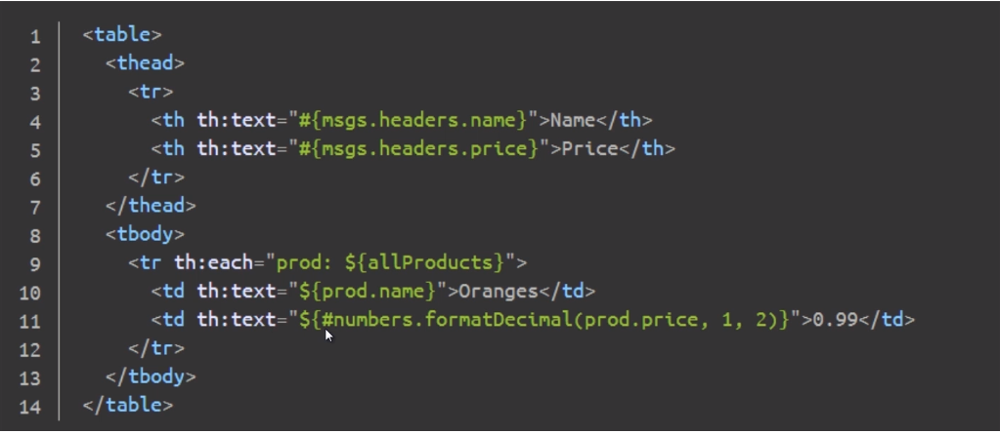 1 <table>
2   <thead>
3     <tr>
4       <th th:text="#{msgs.headers.name}">Name</th>
5       <th th:text="#{msgs.headers.price}">Price</th>
6     </tr>
7   </thead>
8   <tbody>
9     <tr th:each="prod: ${allProducts}">
10       <td th:text="${prod.name}">Oranges</td>
11       <td th:text="${#numbers.formatDecimal(prod.price, 1, 2)}">0.99</td>
12     </tr>
13   </tbody>
14 </table>